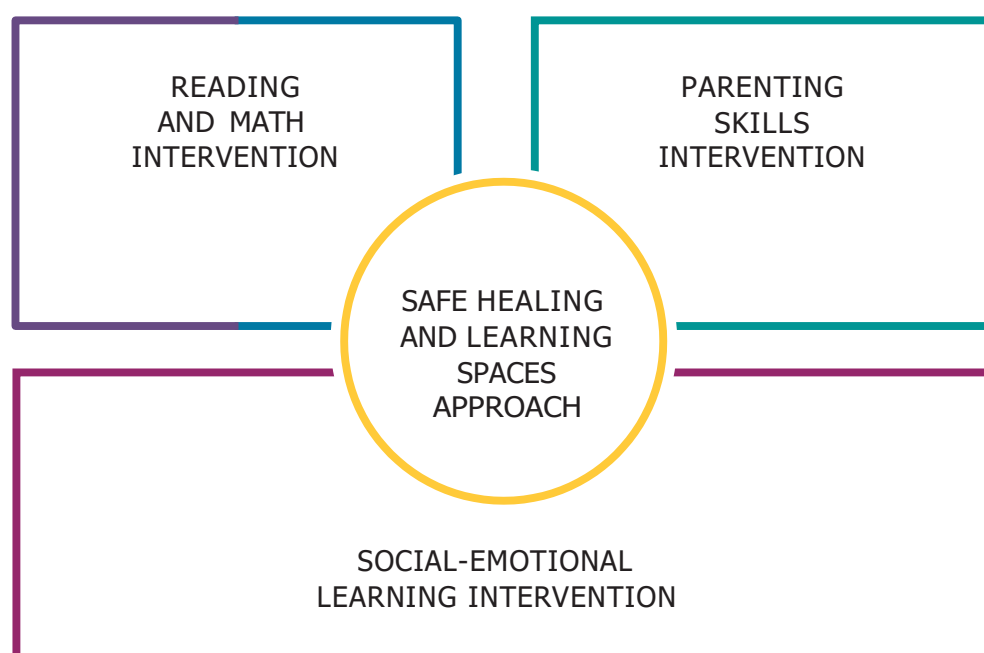 READING
AND MATH
INTERVENTION
PARENTING
SKILLS
INTERVENTION
SAFE HEALING
AND LEARNING
SPACES
APPROACH
SOCIAL-EMOTIONAL
LEARNING INTERVENTION